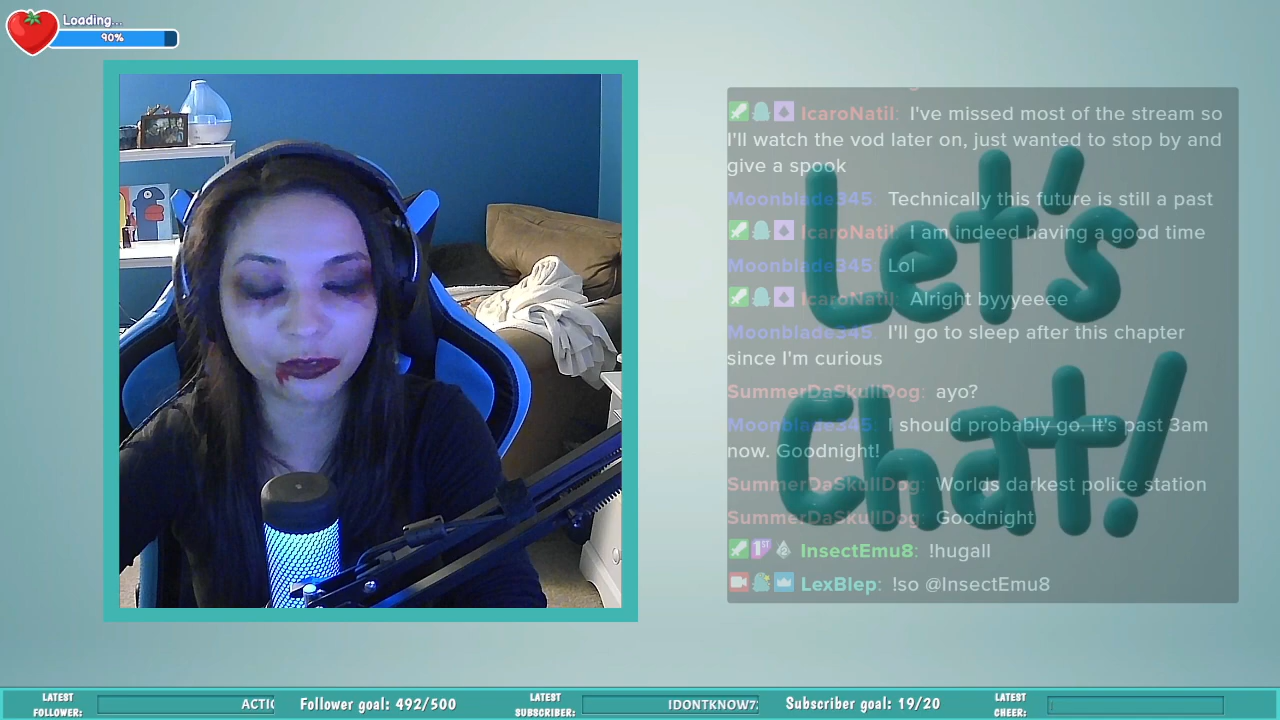 Loading...
90%
IcaroNatil: I've missed most of the stream so
I'll watch the vod later on, just wanted to stop by and
give a spook
Moonblade345: Technically this future is still a past
IcaroNatil: I am indeed having a good time
Moonblade345: Lol
IcaroNatil: Alright byyyeeee
Moonblade345: I'll go to sleep after this chapter
since I'm curious
SummerDaSkullDog: ayo?
Moonblade345: I should probably go. It's past 3am
now. Goodnight!
SummerDaSkullDog: Worlds darkest police station
SummerDaSkullDog: Goodnight
1ST InsectEmu8: !hugall
LexBlep: !so @InsectEmu8
Let's
Chat!
LATEST
FOLLOWER:
ACTIC
Follower goal: 492/500
LATEST
SUBSCRIBER:
IDONTKNOW7
Subscriber goal: 19/20
LATEST
CHEER: